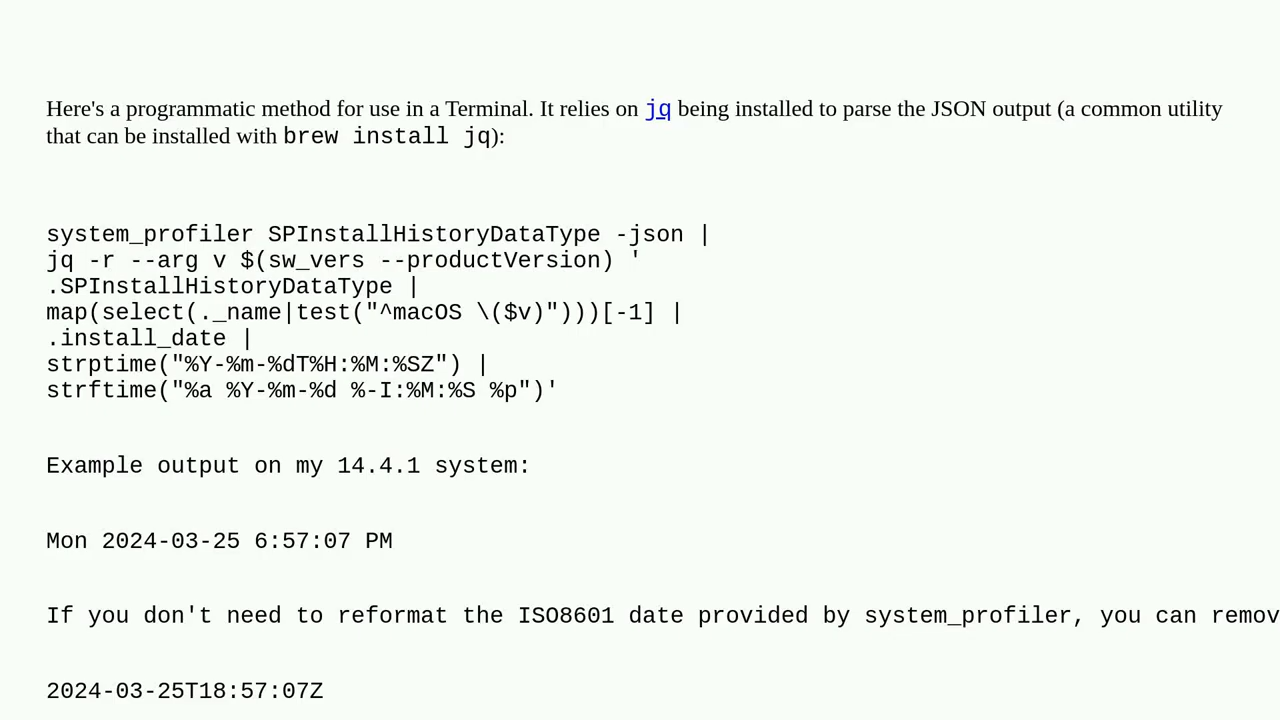 Here's a programmatic method for use in a Terminal. It relies on jq being installed to parse the JSON output (a common utility
that can be installed with brew install jq):
system_profiler SPInstallHistoryDataType -json |
jq -r --arg v $(sw_vers --productVersion) '
.SPInstallHistoryDataType |
map(select(._name|test("^macOS \($v)")))[-1] |
.install_date |
strptime("%Y-%m-%dT%H:%M:%SZ") |
strftime("%a %Y-%m-%d %-I:%M:%S %p")'
Example output on my 14.4.1 system:
Mon 2024-03-25 6:57:07 PM
If you don't need to reformat the ISO8601 date provided by system_profiler, you can remov
2024-03-25T18:57:07Z